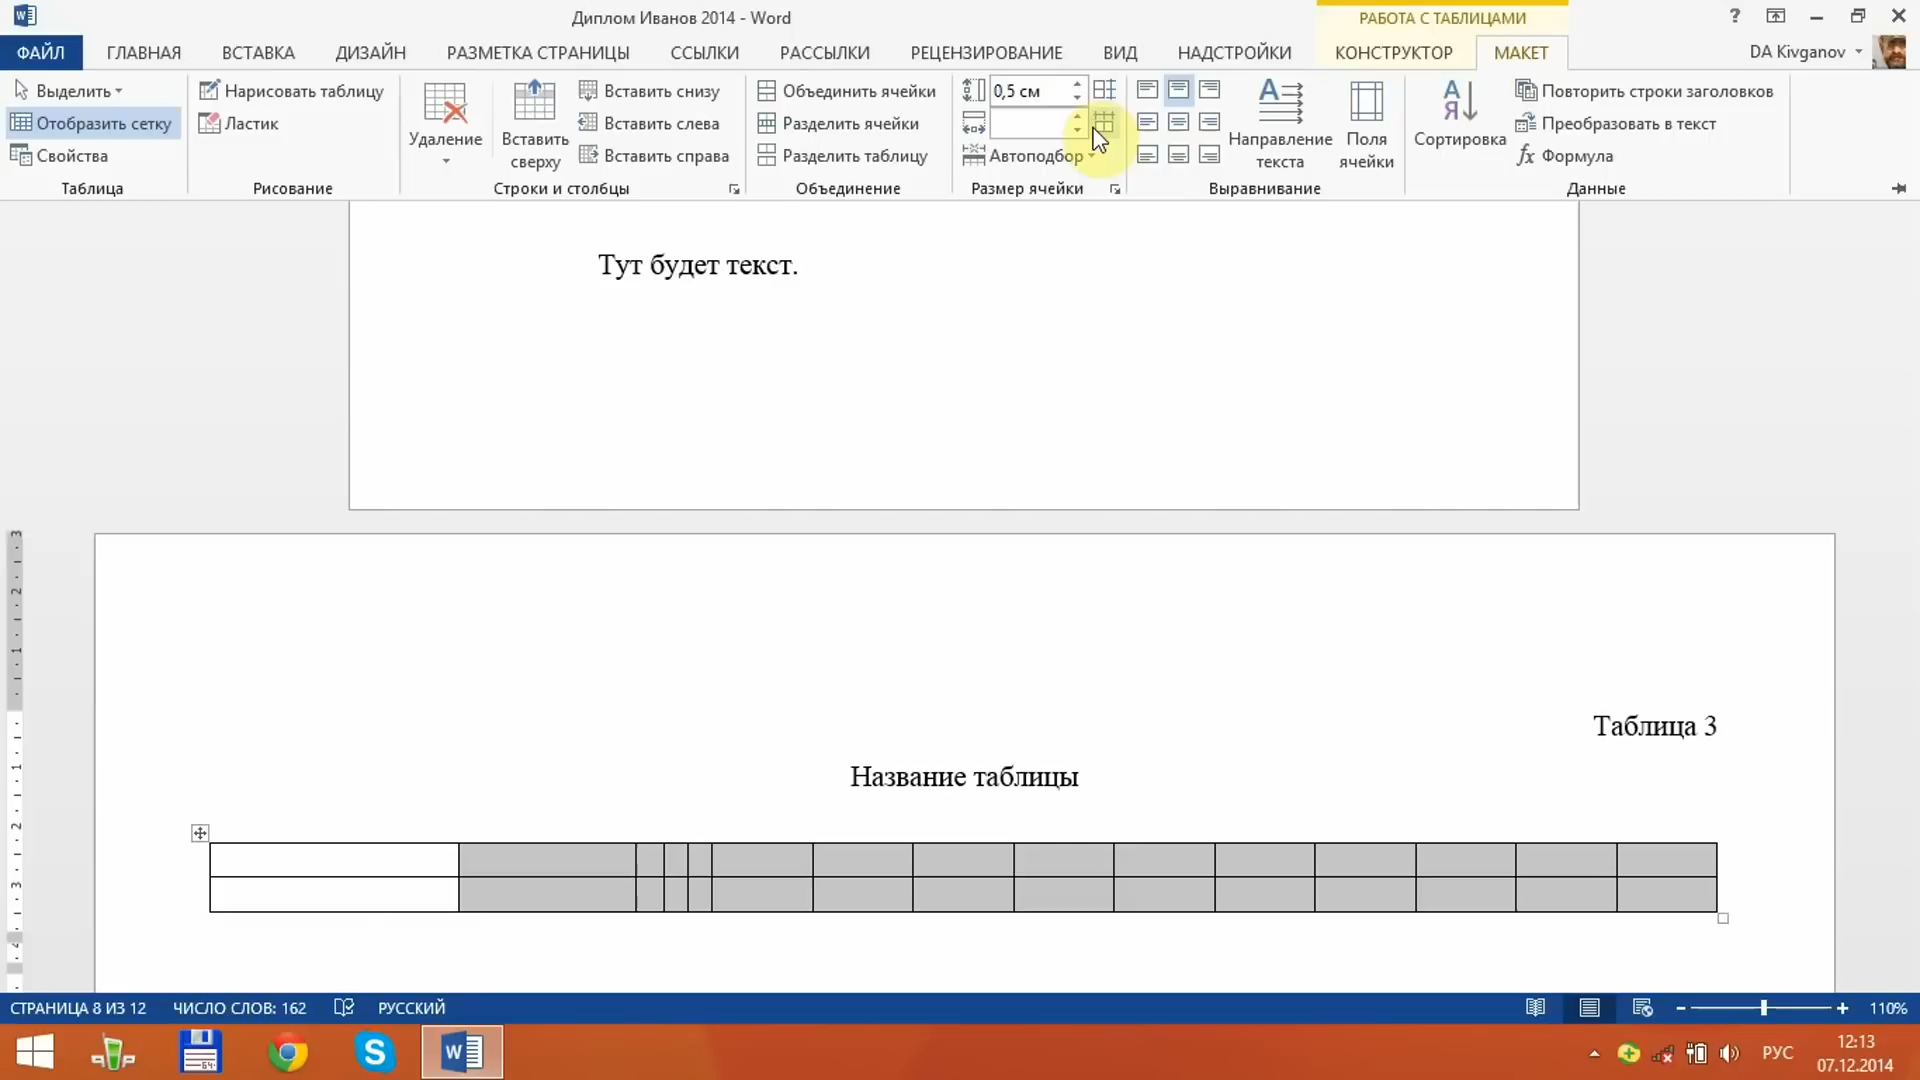 Диплом Иванов 2014 - Word
РАБОТА С ТАБЛИЦАМИ
?
ФАЙЛ ГЛАВНАЯ ВСТАВКА ДИЗАЙН РАЗМЕТКА СТРАНИЦЫ ССЫЛКИ РАССЫЛКИ РЕЦЕНЗИРОВАНИЕ ВИД НАДСТРОЙКИ КОНСТРУКТОР МАКЕТ DA Kivganov
Выделить
Отобразить сетку
Свойства
Таблица
Нарисовать таблицу
Ластик
Рисование
Удаление
Вставить сверху
Вставить снизу
Вставить слева
Вставить справа
Строки и столбцы
Объединить ячейки
Разделить ячейки
Разделить таблицу
Объединение
0,5 см
Автоподбор
Размер ячейки
Направление текста
Поля ячейки
Выравнивание
Сортировка
Повторить строки заголовков
Преобразовать в текст
Формула
Данные
Тут будет текст.
Таблица 3
Название таблицы
СТРАНИЦА 8 ИЗ 12 ЧИСЛО СЛОВ: 162 РУССКИЙ 110%
РУС
12:13
07.12.2014